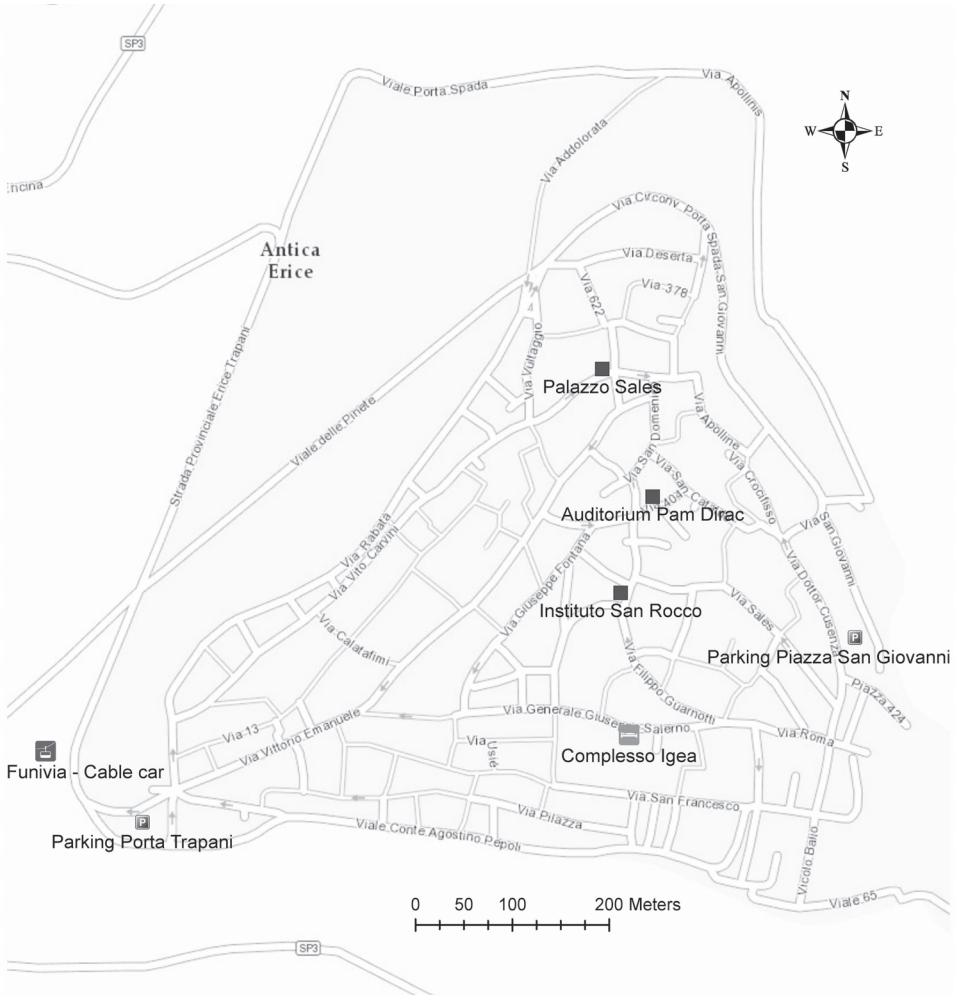 SP3
Viale Porta Spada
Via Apollinis
N
W E
S
Via Addolorata
Via Circonv. Porta Spada-San Giovanni
Antica
Erice
Via Deserta
Via 378
Via 622
Via Vultaggio
Strada Provinciale Erice Trapani
Viale delle Pinete
Palazzo Sales
Via Apolline
Via Crocifisso
Via San
Auditorium Pam Dirac
Via San Giovanni
Via Rabatà
Via Vito Carvini
Via Giuseppe Fontana
Via Dottor Cusenza
Instituto San Rocco
Via Sales
Via Calatafimi
P
Parking Piazza San Giovanni
Via Filippo Guarnotti
Piazza 424
Via Generale Giuseppe Salerno
Via 13
Via Vittorio Emanuele
Via Roma
Via Usiè
Complesso Igea
Funivia - Cable car
Via San Francesco
P
Parking Porta Trapani
Via Pilazza
Viale Conte Agostino Pepoli
Vicolo Balio
Viale 65
0 50 100 200 Meters
SP3